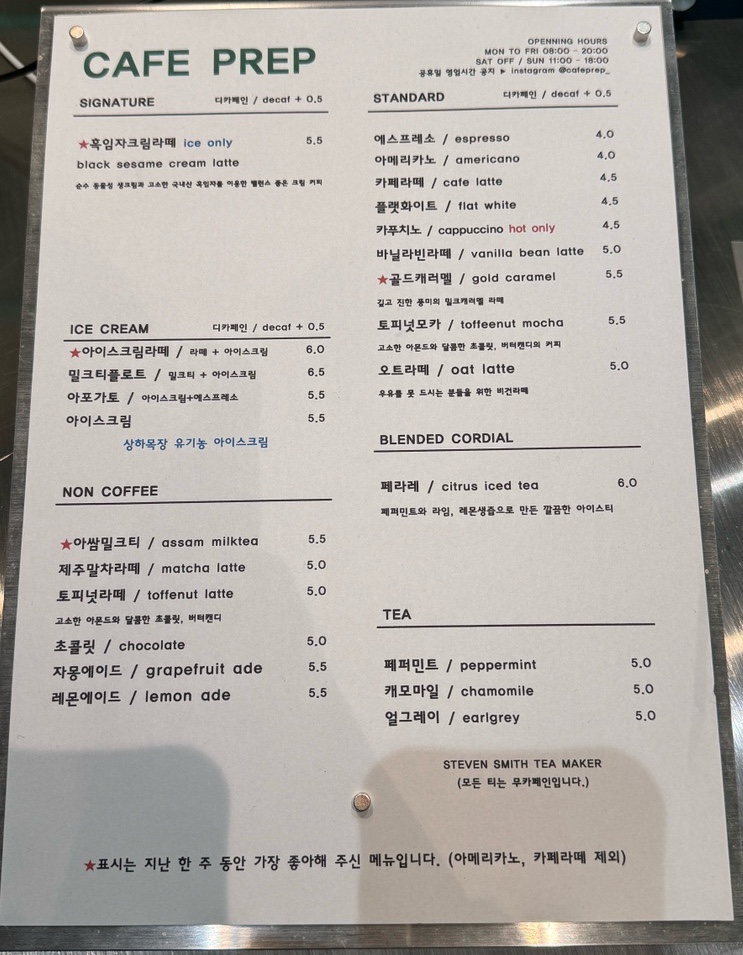 CAFE PREP
OPENNING HOURS
MON TO FRI 08:00 - 20:00
SAT OFF / SUN 11:00 - 18:00
공휴일 영업시간 공지 ▶ instagram @cafeprep_
SIGNATURE 디카페인 / decaf + 0.5
★흑임자크림라떼 ice only 5.5
black sesame cream latte
순수 동물성 생크림과 고소한 국내산 흑임자를 이용한 밸런스 좋은 크림 커피
ICE CREAM 디카페인 / decaf + 0.5
★아이스크림라떼 / 라떼 + 아이스크림 6.0
밀크티플로트 / 밀크티 + 아이스크림 6.5
아포가토 / 아이스크림+에스프레소 5.5
아이스크림 5.5
상하목장 유기농 아이스크림
NON COFFEE
★아쌈밀크티 / assam milktea 5.5
제주말차라떼 / matcha latte 5.0
토피넛라떼 / toffenut latte 5.0
고소한 아몬드와 달콤한 초콜릿, 버터캔디
초콜릿 / chocolate 5.0
자몽에이드 / grapefruit ade 5.5
레몬에이드 / lemon ade 5.5
STANDARD 디카페인 / decaf + 0.5
에스프레소 / espresso 4.0
아메리카노 / americano 4.0
카페라떼 / cafe latte 4.5
플랫화이트 / flat white 4.5
카푸치노 / cappuccino hot only 4.5
바닐라빈라떼 / vanilla bean latte 5.0
★골드캐러멜 / gold caramel 5.5
깊고 진한 풍미의 밀크캐러멜 라떼
토피넛모카 / toffeenut mocha 5.5
고소한 아몬드와 달콤한 초콜릿, 버터캔디의 커피
오트라떼 / oat latte 5.0
우유를 못 드시는 분들을 위한 비건라떼
BLENDED CORDIAL
페라레 / citrus iced tea 6.0
페퍼민트와 라임, 레몬생즙으로 만든 깔끔한 아이스티
TEA
페퍼민트 / peppermint 5.0
캐모마일 / chamomile 5.0
얼그레이 / earlgrey 5.0
STEVEN SMITH TEA MAKER
(모든 티는 무카페인입니다.)
★표시는 지난 한 주 동안 가장 좋아해 주신 메뉴입니다. (아메리카노, 카페라떼 제외)